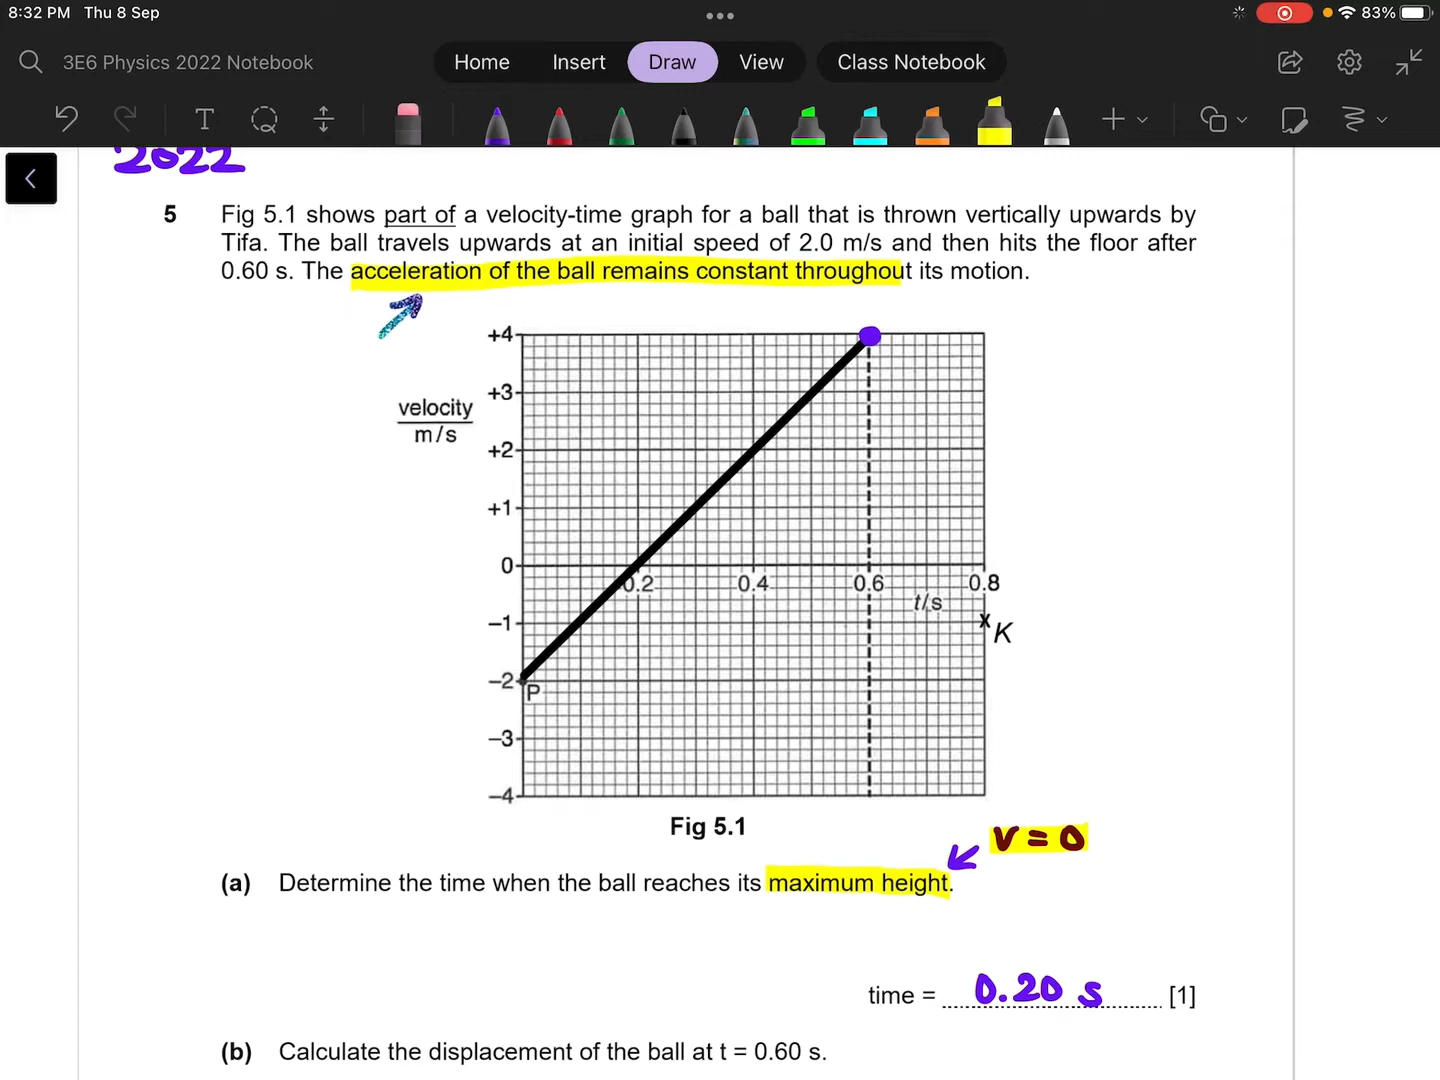 8:32 PM Thu 8 Sep
83%
3E6 Physics 2022 Notebook
Home Insert Draw View Class Notebook
2022
5 Fig 5.1 shows part of a velocity-time graph for a ball that is thrown vertically upwards by
Tifa. The ball travels upwards at an initial speed of 2.0 m/s and then hits the floor after
0.60 s. The acceleration of the ball remains constant throughout its motion.
+4
+3
velocity
m/s
+2
+1
0
0.2 0.4 0.6 0.8
t/s
−1
x K
−2
P
−3
−4
Fig 5.1
v = 0
(a) Determine the time when the ball reaches its maximum height.
time = 0.20 s [1]
(b) Calculate the displacement of the ball at t = 0.60 s.